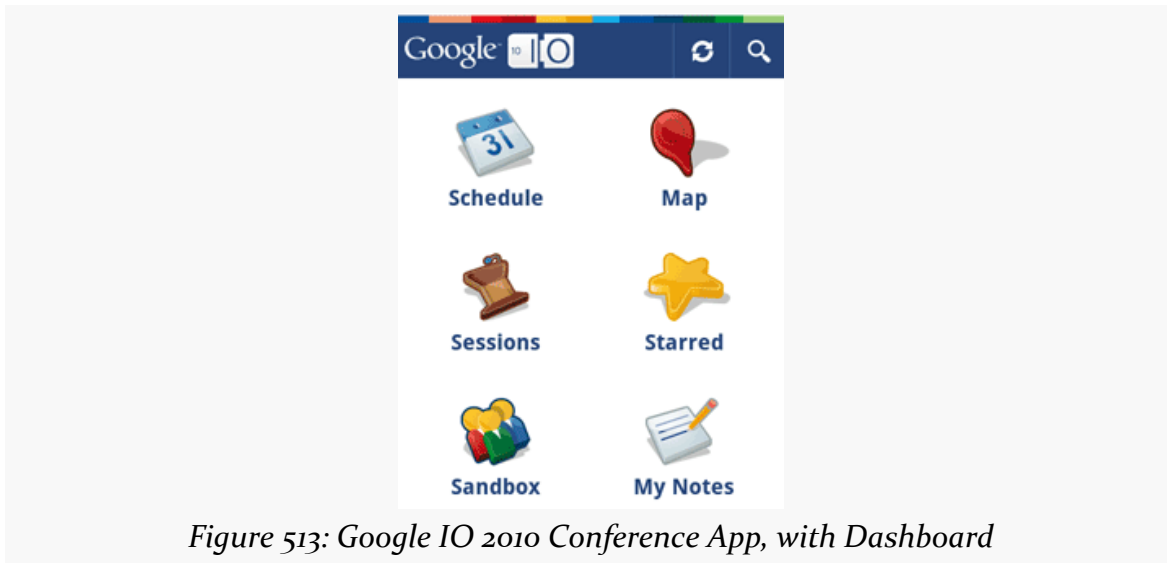 Google 10 IO
31
Schedule Map
Sessions Starred
Sandbox My Notes
Figure 513: Google IO 2010 Conference App, with Dashboard